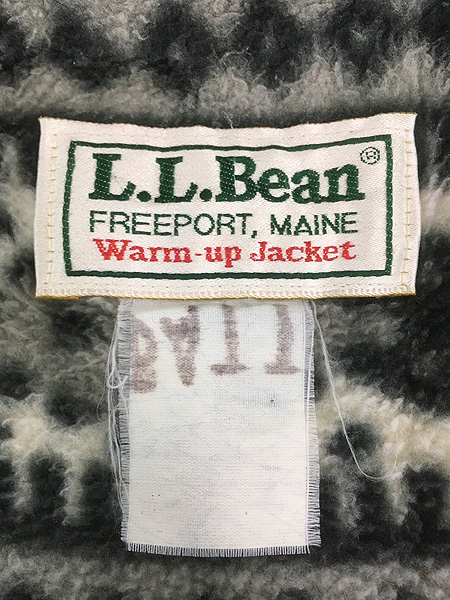 L.L.Bean®
FREEPORT, MAINE
Warm-up Jacket